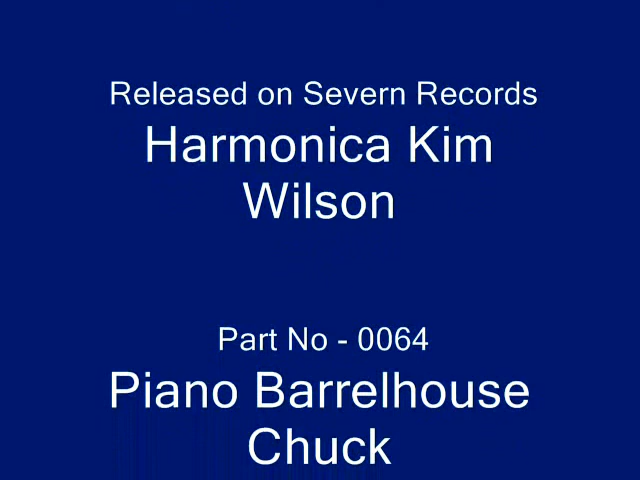 Released on Severn Records
Harmonica Kim
Wilson
Part No - 0064
Piano Barrelhouse
Chuck